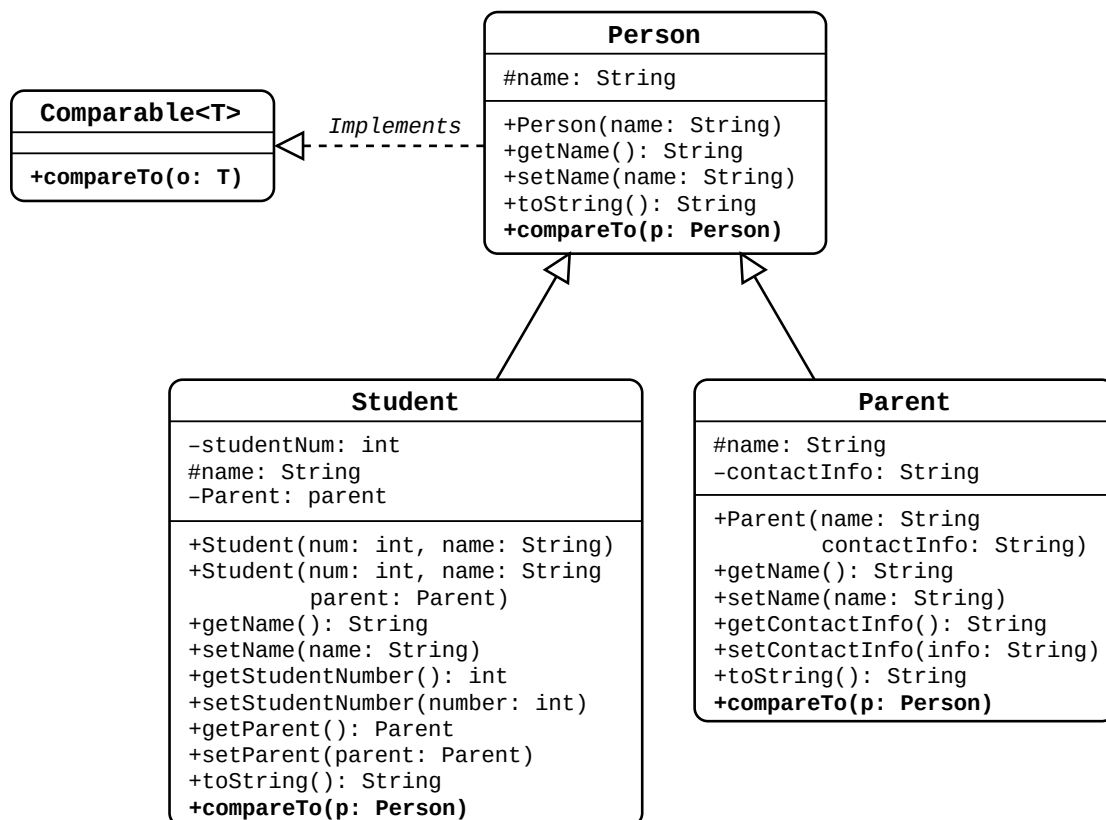 Person
#name: String
+Person(name: String)
+getName(): String
+setName(name: String)
+toString(): String
+compareTo(p: Person)
Comparable<T>
+compareTo(o: T)
Implements
Student
–studentNum: int
#name: String
–Parent: parent
+Student(num: int, name: String)
+Student(num: int, name: String
parent: Parent)
+getName(): String
+setName(name: String)
+getStudentNumber(): int
+setStudentNumber(number: int)
+getParent(): Parent
+setParent(parent: Parent)
+toString(): String
+compareTo(p: Person)
Parent
#name: String
–contactInfo: String
+Parent(name: String
contactInfo: String)
+getName(): String
+setName(name: String)
+getContactInfo(): String
+setContactInfo(info: String)
+toString(): String
+compareTo(p: Person)